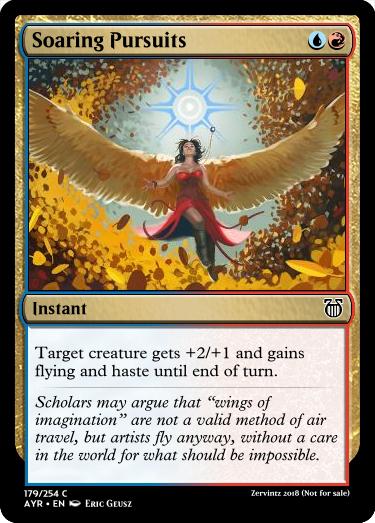 Soaring Pursuits
Instant
Target creature gets +2/+1 and gains
flying and haste until end of turn.
Scholars may argue that “wings of
imagination” are not a valid method of air
travel, but artists fly anyway, without a care
in the world for what should be impossible.
179/254 C
Zervintz 2018 (Not for sale)
AYR • EN Eric Geusz